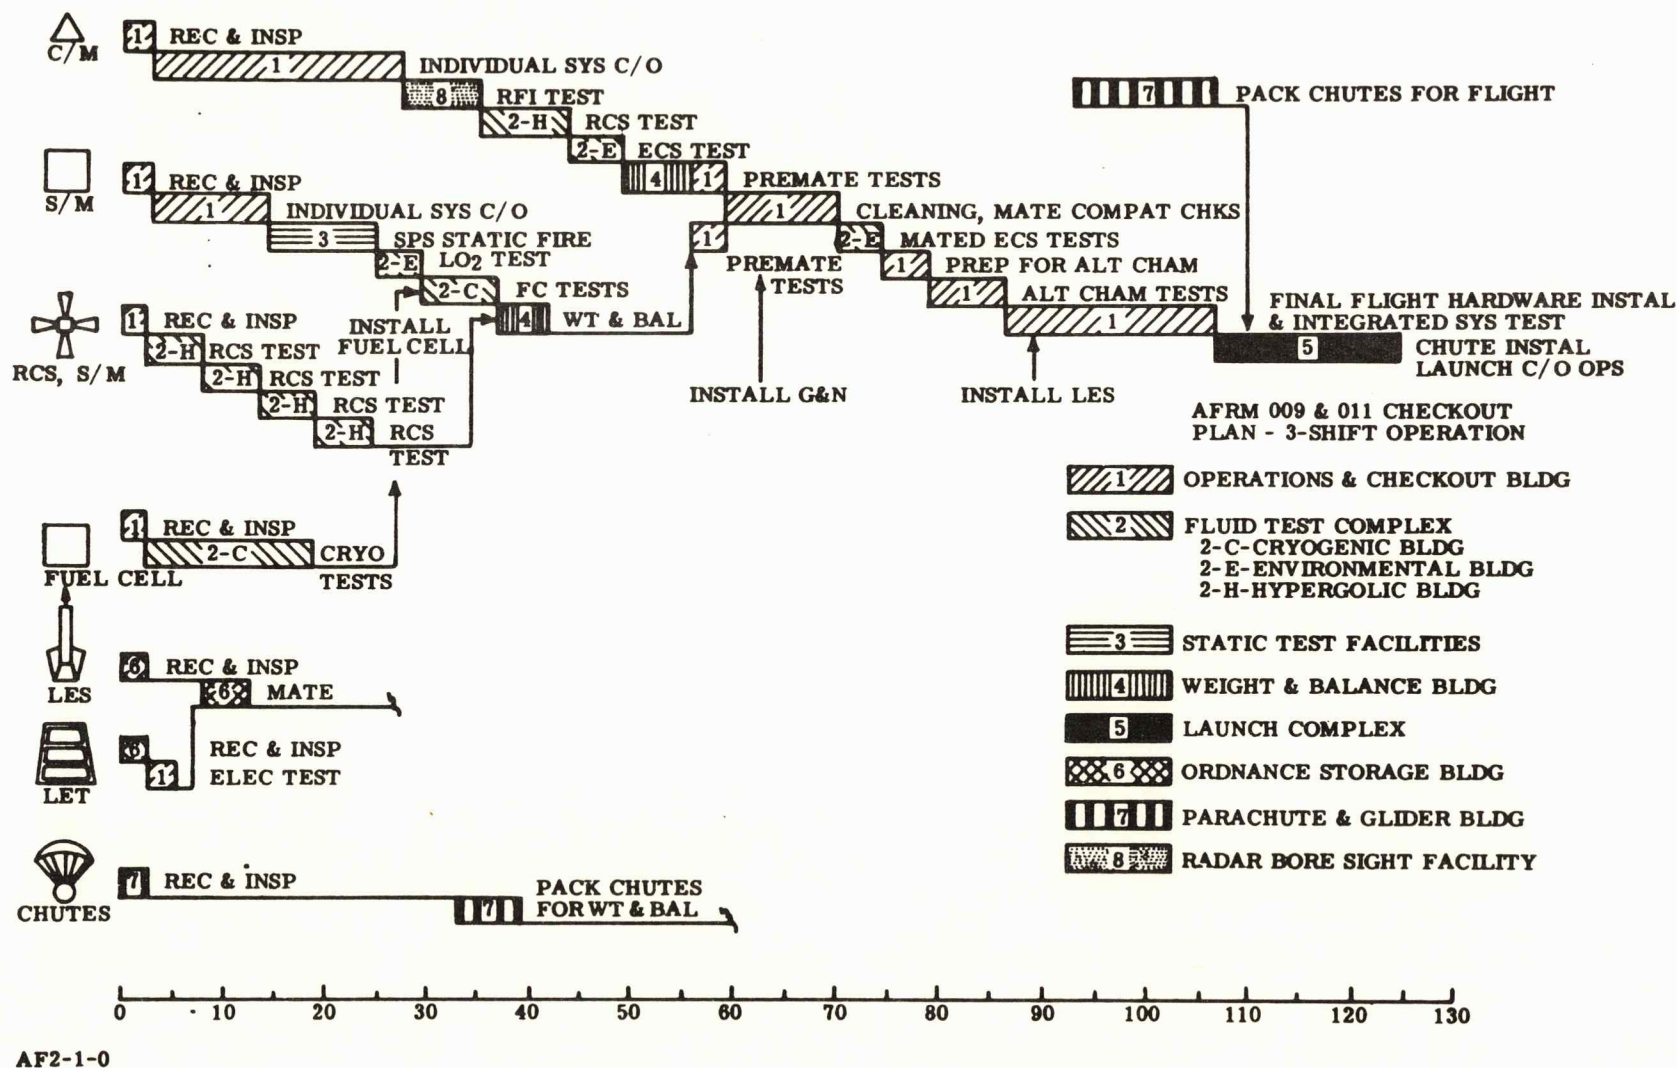 1 REC & INSP
C/M
1 INDIVIDUAL SYS C/O
8 RFI TEST
7 PACK CHUTES FOR FLIGHT
2-H RCS TEST
2-E ECS TEST
4 1 PREMATE TESTS
1 REC & INSP
S/M
1 INDIVIDUAL SYS C/O
1 CLEANING, MATE COMPAT CHKS
3 SPS STATIC FIRE
1 PREMATE
TESTS
2-E MATED ECS TESTS
2-E LO2 TEST
1 PREP FOR ALT CHAM
2-C FC TESTS
1 ALT CHAM TESTS
4 WT & BAL
1
FINAL FLIGHT HARDWARE INSTAL
& INTEGRATED SYS TEST
1 REC & INSP
INSTALL
FUEL CELL
5 CHUTE INSTAL
LAUNCH C/O OPS
2-H RCS TEST
RCS, S/M
2-H RCS TEST
INSTALL G&N
INSTALL LES
2-H RCS TEST
2-H RCS
TEST
AFRM 009 & 011 CHECKOUT
PLAN - 3-SHIFT OPERATION
1 OPERATIONS & CHECKOUT BLDG
2 FLUID TEST COMPLEX
2-C-CRYOGENIC BLDG
2-E-ENVIRONMENTAL BLDG
2-H-HYPERGOLIC BLDG
3 STATIC TEST FACILITIES
4 WEIGHT & BALANCE BLDG
5 LAUNCH COMPLEX
6 ORDNANCE STORAGE BLDG
7 PARACHUTE & GLIDER BLDG
8 RADAR BORE SIGHT FACILITY
1 REC & INSP
2-C CRYO
TESTS
FUEL CELL
6 REC & INSP
6 MATE
LES
6 REC & INSP
1 ELEC TEST
LET
7 REC & INSP
7 PACK CHUTES
FOR WT & BAL
CHUTES
0 10 20 30 40 50 60 70 80 90 100 110 120 130
AF2-1-0